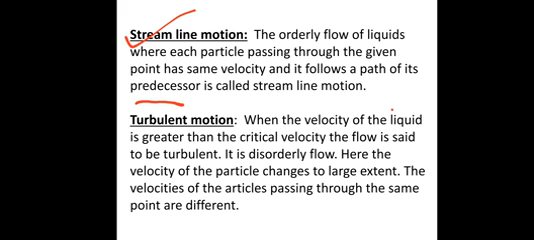 Stream line motion: The orderly flow of liquids
where each particle passing through the given
point has same velocity and it follows a path of its
predecessor is called stream line motion.
Turbulent motion: When the velocity of the liquid
is greater than the critical velocity the flow is said
to be turbulent. It is disorderly flow. Here the
velocity of the particle changes to large extent. The
velocities of the articles passing through the same
point are different.